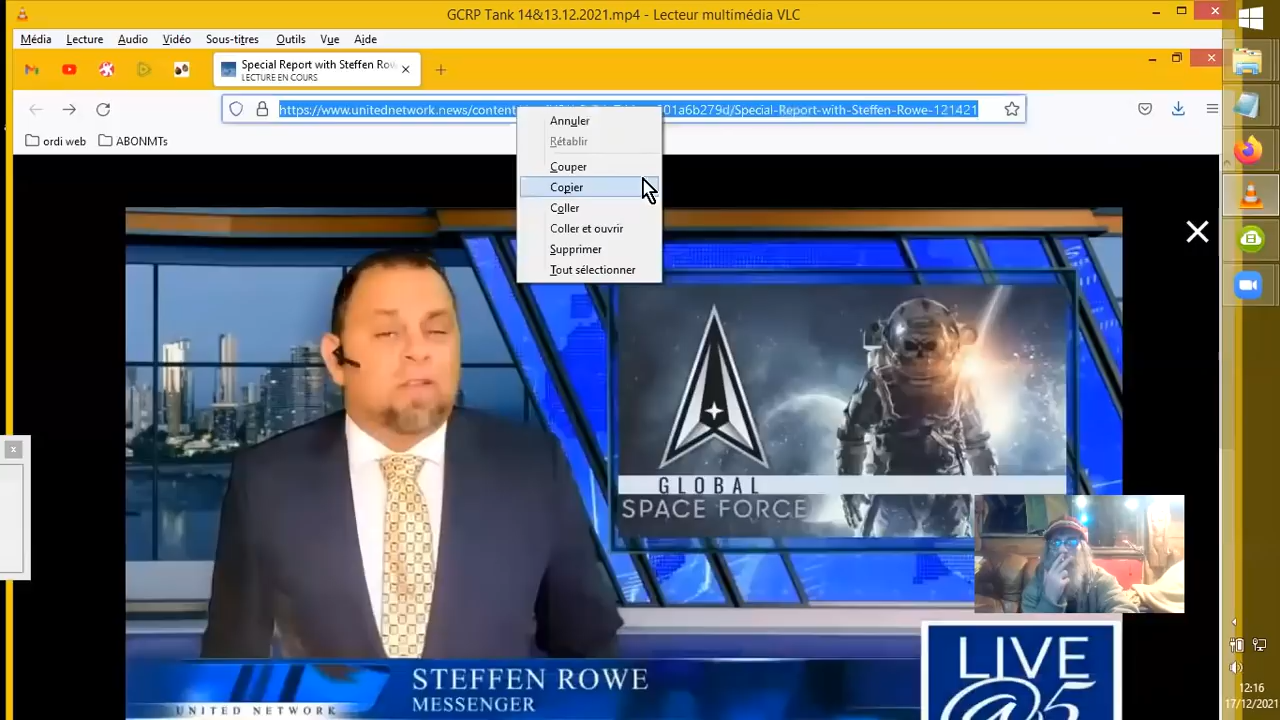 GCRP Tank 14&13.12.2021.mp4 - Lecteur multimédia VLC
Média Lecture Audio Vidéo Sous-titres Outils Vue Aide
Special Report with Steffen Ro
LECTURE EN COURS
https://www.unitednetwork.news/content 01a6b279d/Special-Report-with-Steffen-Rowe-121421
ordi web ABONMTs
Annuler
Rétablir
Couper
Copier
Coller
Coller et ouvrir
Supprimer
Tout sélectionner
GLOBAL
SPACE FORCE
STEFFEN ROWE
MESSENGER
UNITED NETWORK
LIVE
@5
12:16
17/12/2021